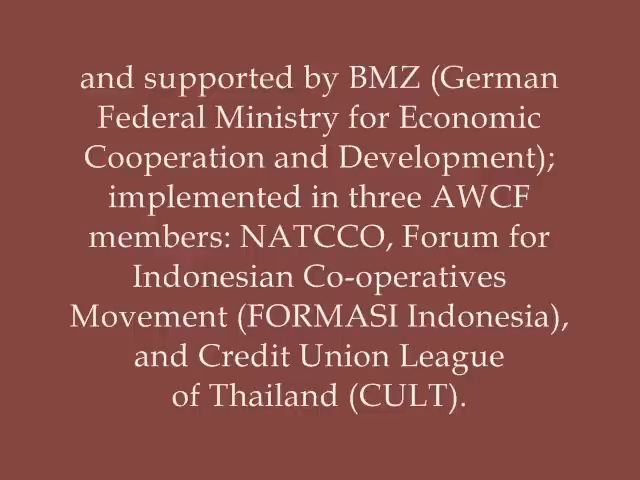 and supported by BMZ (German
Federal Ministry for Economic
Cooperation and Development);
implemented in three AWCF
members: NATCCO, Forum for
Indonesian Co-operatives
Movement (FORMASI Indonesia),
and Credit Union League
of Thailand (CULT).